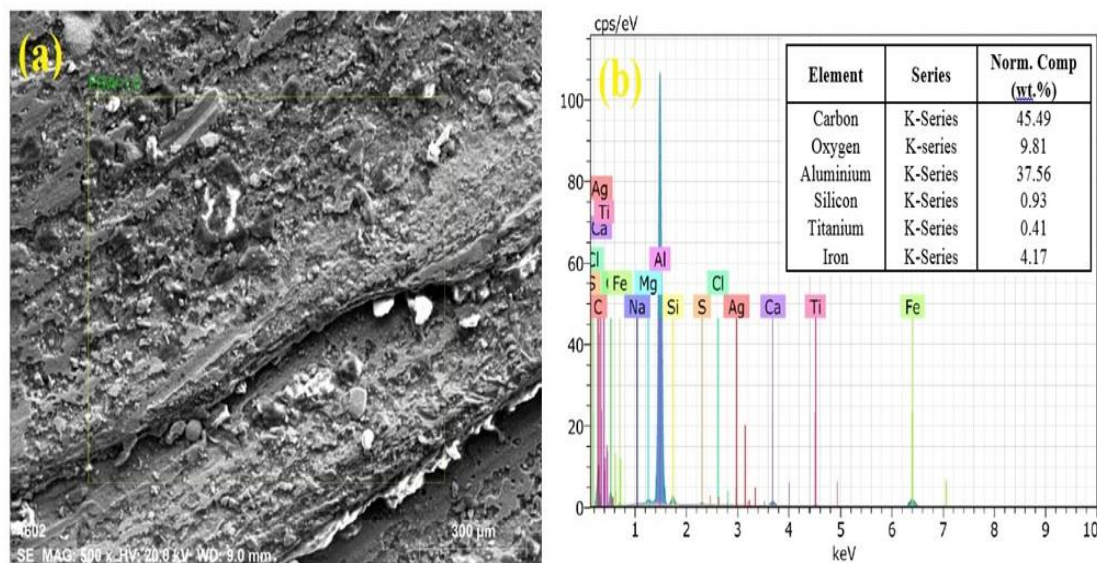 (a)
4602
300 µm
SE MAG: 500 x HV: 20.0 kV WD: 9.0 mm
cps/eV
(b)
Element Series Norm. Comp (wt.%)
Carbon K-Series 45.49
Oxygen K-series 9.81
Aluminium K-Series 37.56
Silicon K-Series 0.93
Titanium K-Series 0.41
Iron K-Series 4.17
100
80
60
40
20
0
Ag
Ti
Ca
Cl
S Fe
C
Na
Mg
Al
Si
S
Cl
Ag
Ca
Ti
Fe
1 2 3 4 5 6 7 8 9 10
keV